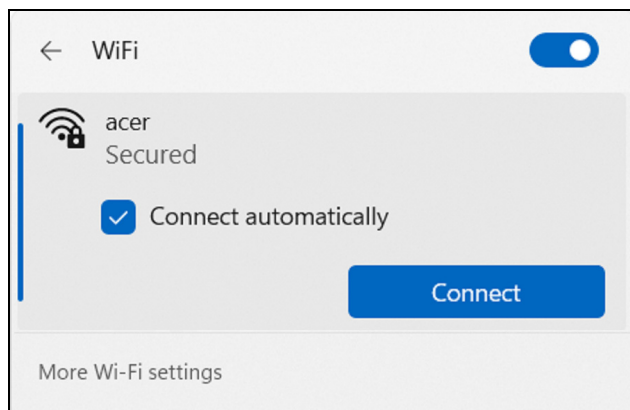 WiFi
acer
Secured
Connect automatically
Connect
More Wi-Fi settings